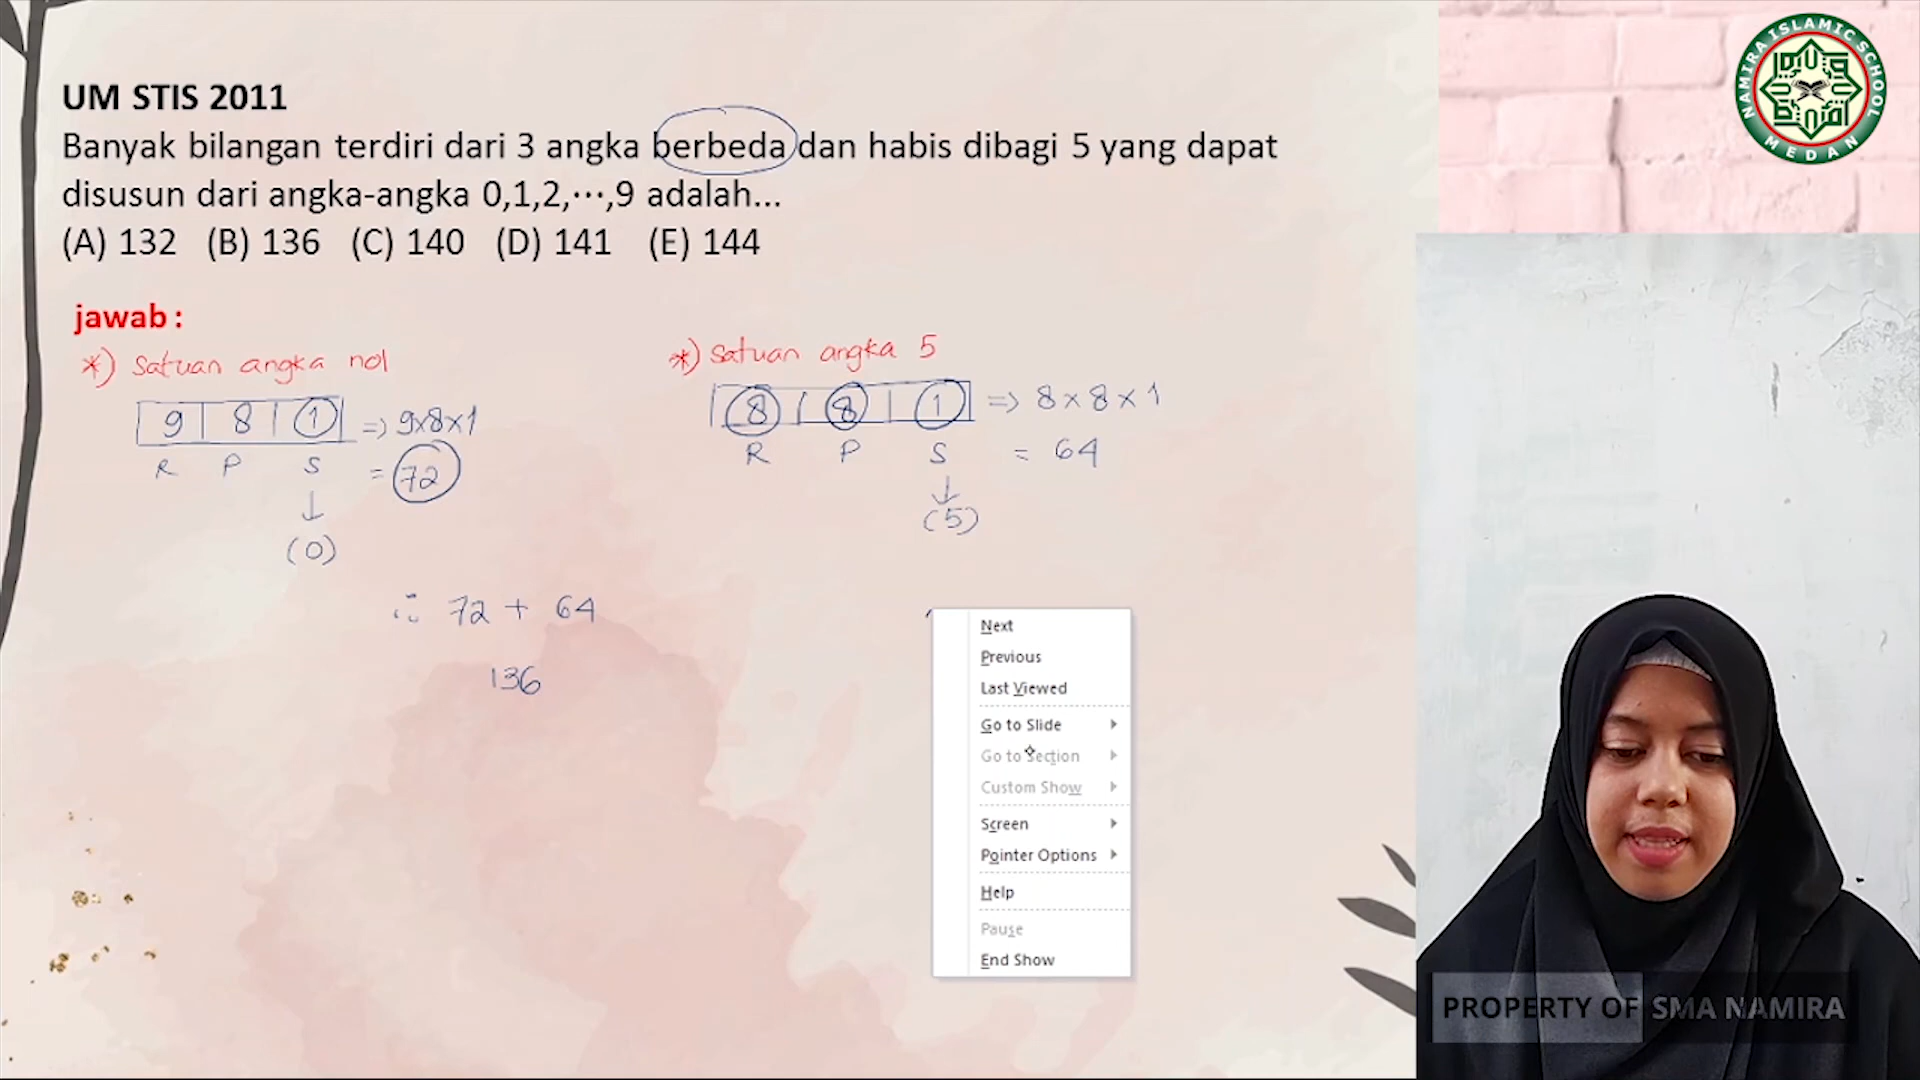 UM STIS 2011
Banyak bilangan terdiri dari 3 angka berbeda dan habis dibagi 5 yang dapat
disusun dari angka-angka 0,1,2,⋯,9 adalah...
(A) 132 (B) 136 (C) 140 (D) 141 (E) 144
jawab :
*) Satuan angka nol
9 8 1 => 9x8x1
R P S = 72
↓
(0)
*) Satuan angka 5
8 8 1 => 8 x 8 x 1
R P S = 64
↓
(5)
∴ 72 + 64
136
Next
Previous
Last Viewed
Go to Slide
Go to Section
Custom Show
Screen
Pointer Options
Help
Pause
End Show
NAMIRA ISLAMIC SCHOOL
MEDAN
PROPERTY OF SMA NAMIRA